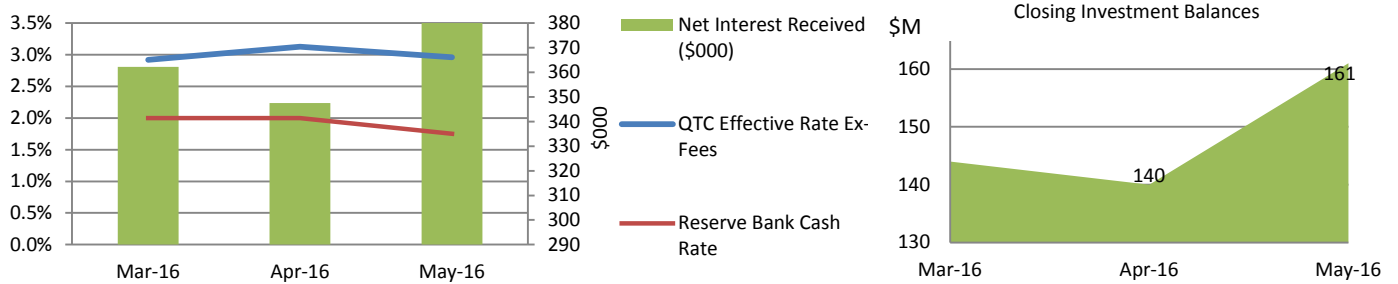 3.5%
3.0%
2.5%
2.0%
1.5%
1.0%
0.5%
0.0%
Mar-16
Apr-16
May-16
380
370
360
350
340
330
320
310
300
290
$000
Net Interest Received
($000)
QTC Effective Rate Ex-
Fees
Reserve Bank Cash
Rate
Closing Investment Balances
$M
160
150
140
130
140
161
Mar-16
Apr-16
May-16